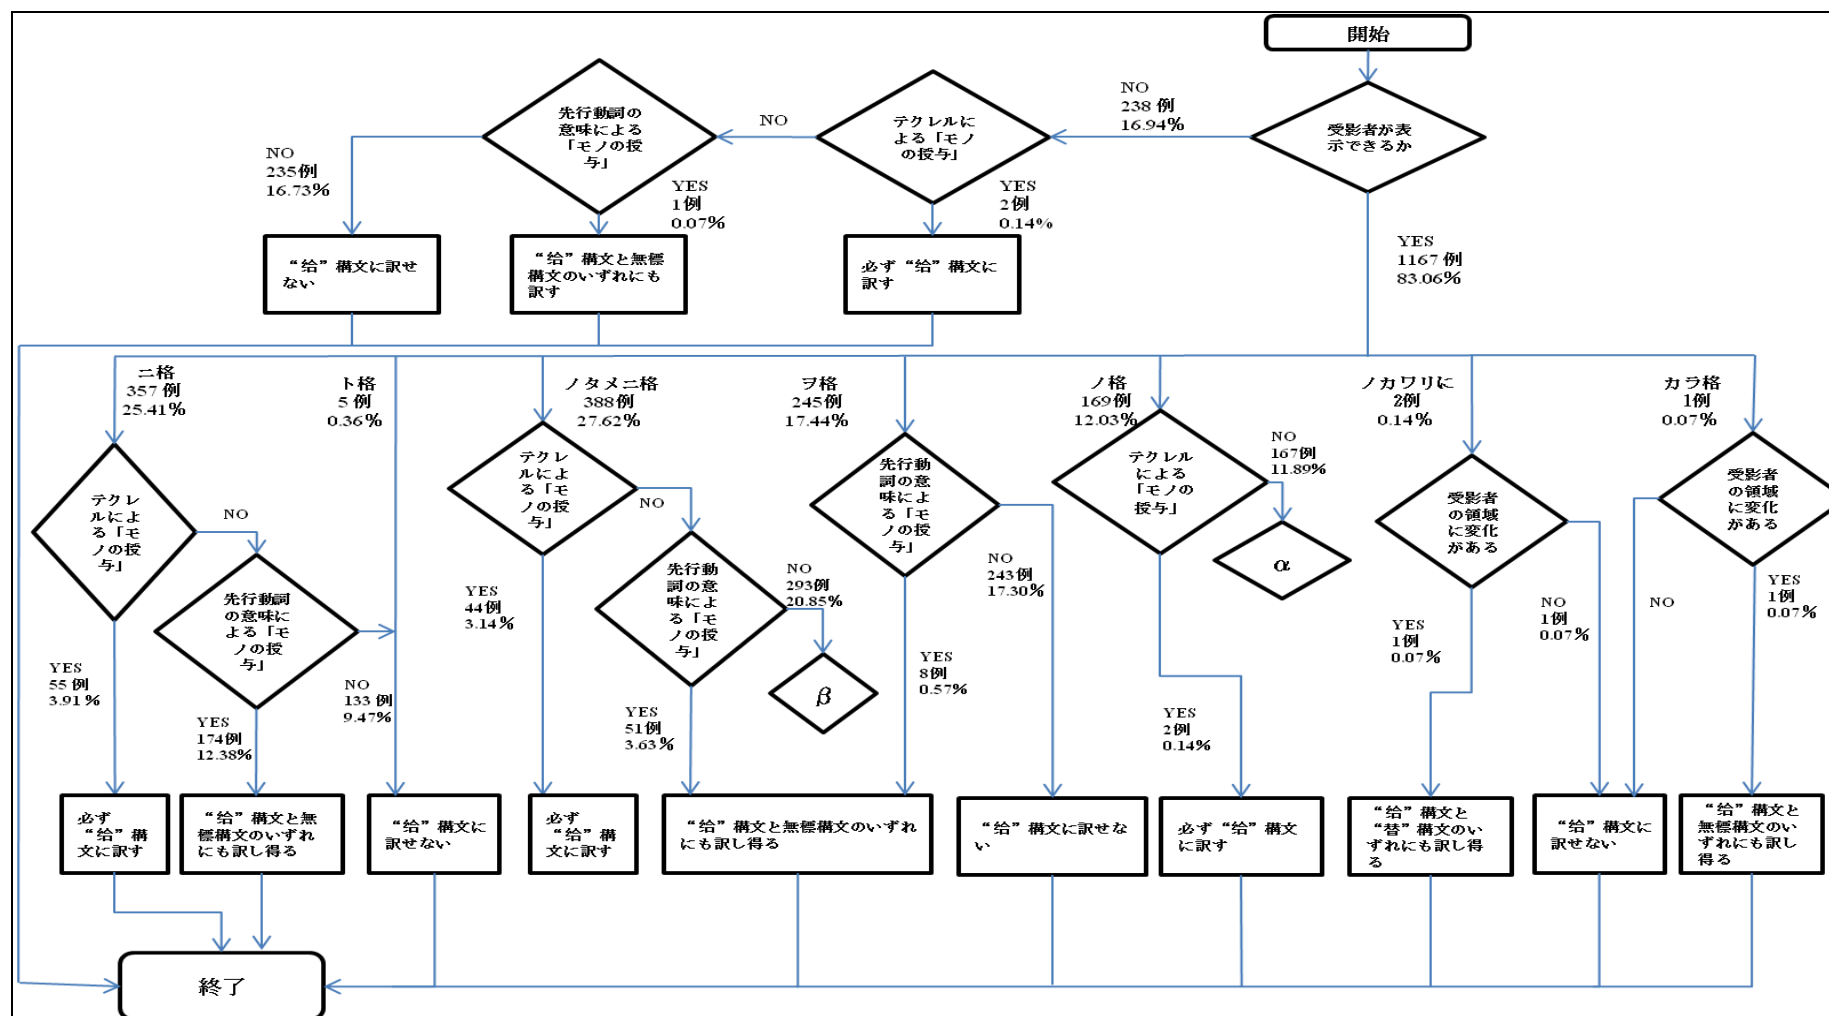 開始
受影者が表
示できるか
NO
238 例
16.94%
テクレルに
よる「モノ
の授与」
NO
先行動詞の
意味による
「モノの授
与」
NO
235例
16.73%
YES
1例
0.07%
YES
2例
0.14%
YES
1167 例
83.06%
“给”構文に訳せ
ない
“给”構文と無標
構文のいずれにも
訳す
必ず“给”構文に
訳す
ニ格
357 例
25.41%
ト格
5 例
0.36%
ノタメニ格
388例
27.62%
ヲ格
245例
17.44%
ノ格
169例
12.03%
ノカワリに
2例
0.14%
カラ格
1例
0.07%
テクレ
ルによ
る「モ
ノの授
与」
NO
先行動詞
の意味に
よる「モ
ノの授
与」
YES
55 例
3.91%
YES
174例
12.38%
NO
133 例
9.47%
テクレ
ルによ
る「モ
ノの授
与」
NO
YES
44例
3.14%
先行動
詞の意
味によ
る「モ
ノの授
与」
NO
293例
20.85%
β
YES
51例
3.63%
先行動
詞の意
味によ
る「モ
ノの授
与」
NO
243例
17.30%
YES
8例
0.57%
テクレル
による
「モノの
授与」
NO
167例
11.89%
α
YES
2例
0.14%
受影者
の領域
に変化
がある
YES
1例
0.07%
NO
1例
0.07%
受影者
の領域
に変化
がある
NO
YES
1例
0.07%
必ず
“给”構
文に訳す
“给”構文と無
標構文のいずれ
にも訳し得る
“给”構文に
訳せない
必ず
“给”構
文に訳す
“给”構文と無標構文のいずれ
にも訳し得る
“给”構文に訳せな
い
必ず“给”構文
に訳す
“给”構文と
“替”構文のい
ずれにも訳し得
る
“给”構文に
訳せない
“给”構文と
無標構文のい
ずれにも訳し
得る
終了